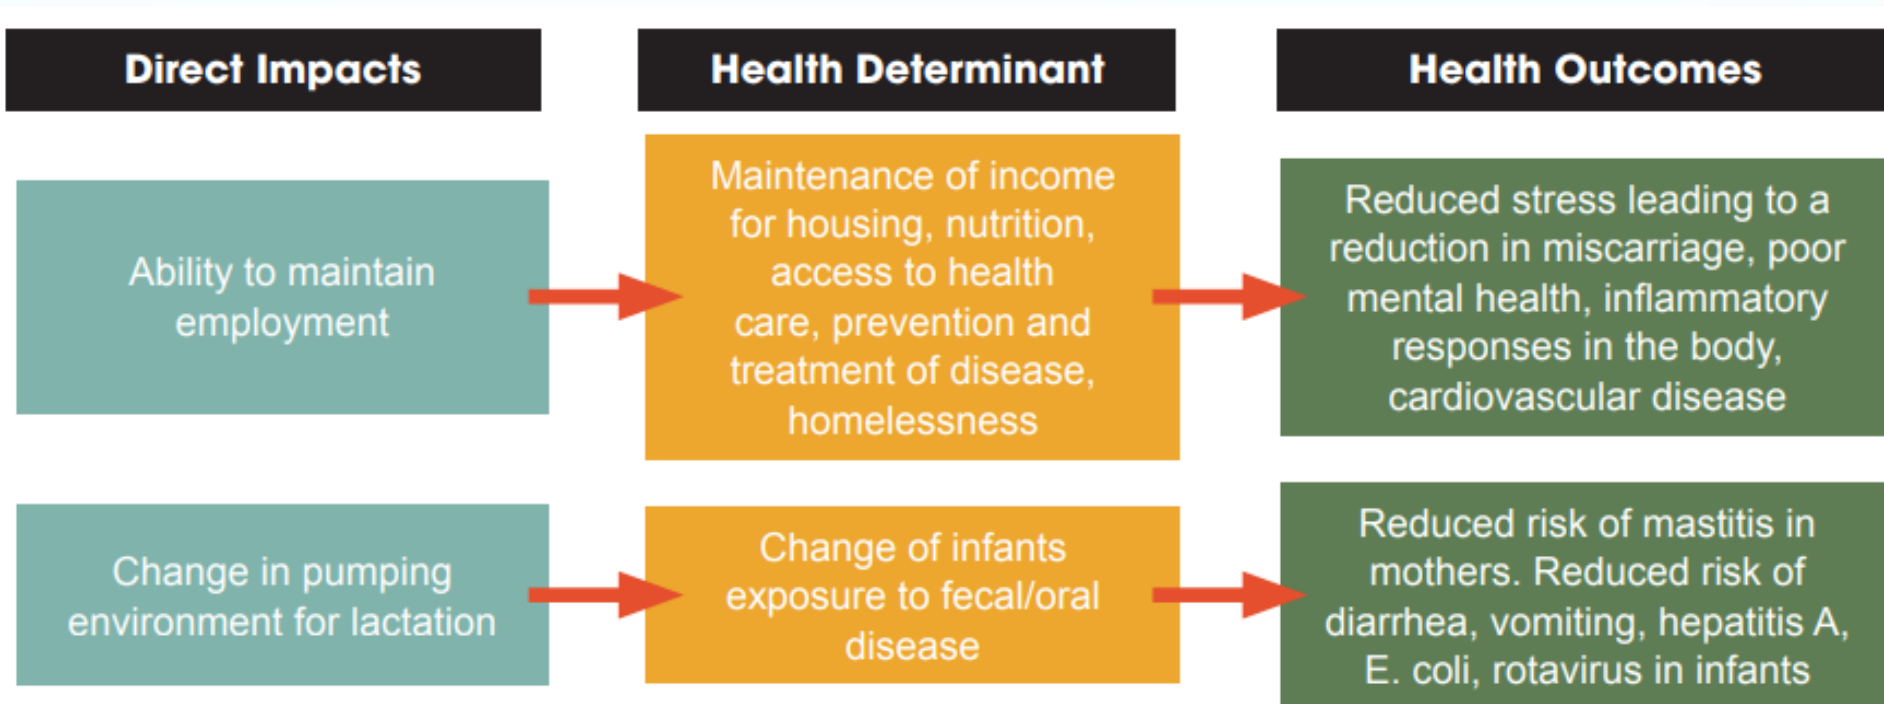 Direct Impacts
Health Determinant
Health Outcomes
Ability to maintain
employment
Maintenance of income
for housing, nutrition,
access to health
care, prevention and
treatment of disease,
homelessness
Reduced stress leading to a
reduction in miscarriage, poor
mental health, inflammatory
responses in the body,
cardiovascular disease
Change in pumping
environment for lactation
Change of infants
exposure to fecal/oral
disease
Reduced risk of mastitis in
mothers. Reduced risk of
diarrhea, vomiting, hepatitis A,
E. coli, rotavirus in infants